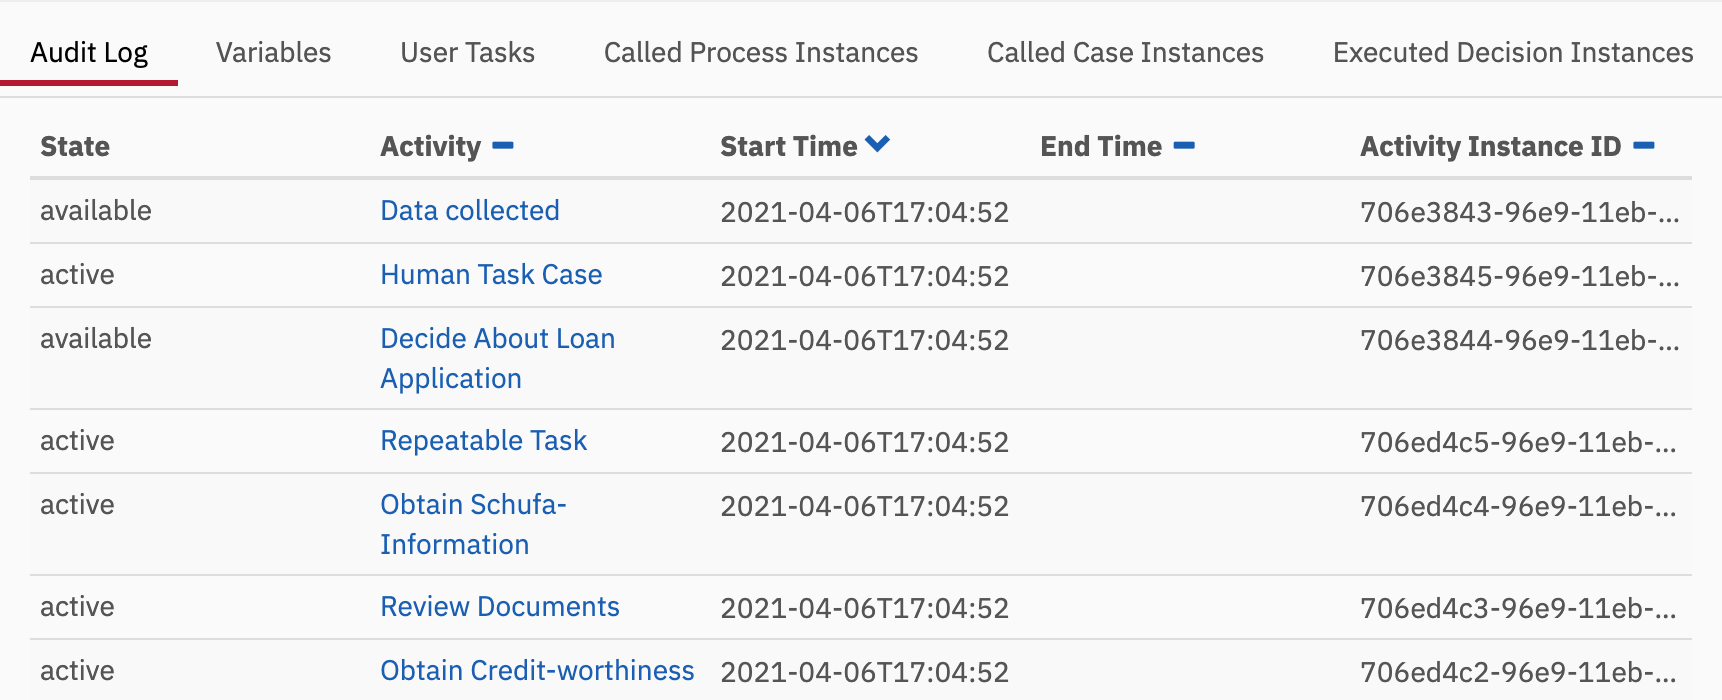 Audit Log Variables User Tasks Called Process Instances Called Case Instances Executed Decision Instances
State Activity Start Time End Time Activity Instance ID
available Data collected 2021-04-06T17:04:52 706e3843-96e9-11eb-...
active Human Task Case 2021-04-06T17:04:52 706e3845-96e9-11eb-...
available Decide About Loan 2021-04-06T17:04:52 706e3844-96e9-11eb-...
Application
active Repeatable Task 2021-04-06T17:04:52 706ed4c5-96e9-11eb-...
active Obtain Schufa- 2021-04-06T17:04:52 706ed4c4-96e9-11eb-...
Information
active Review Documents 2021-04-06T17:04:52 706ed4c3-96e9-11eb-...
active Obtain Credit-worthiness 2021-04-06T17:04:52 706ed4c2-96e9-11eb-...